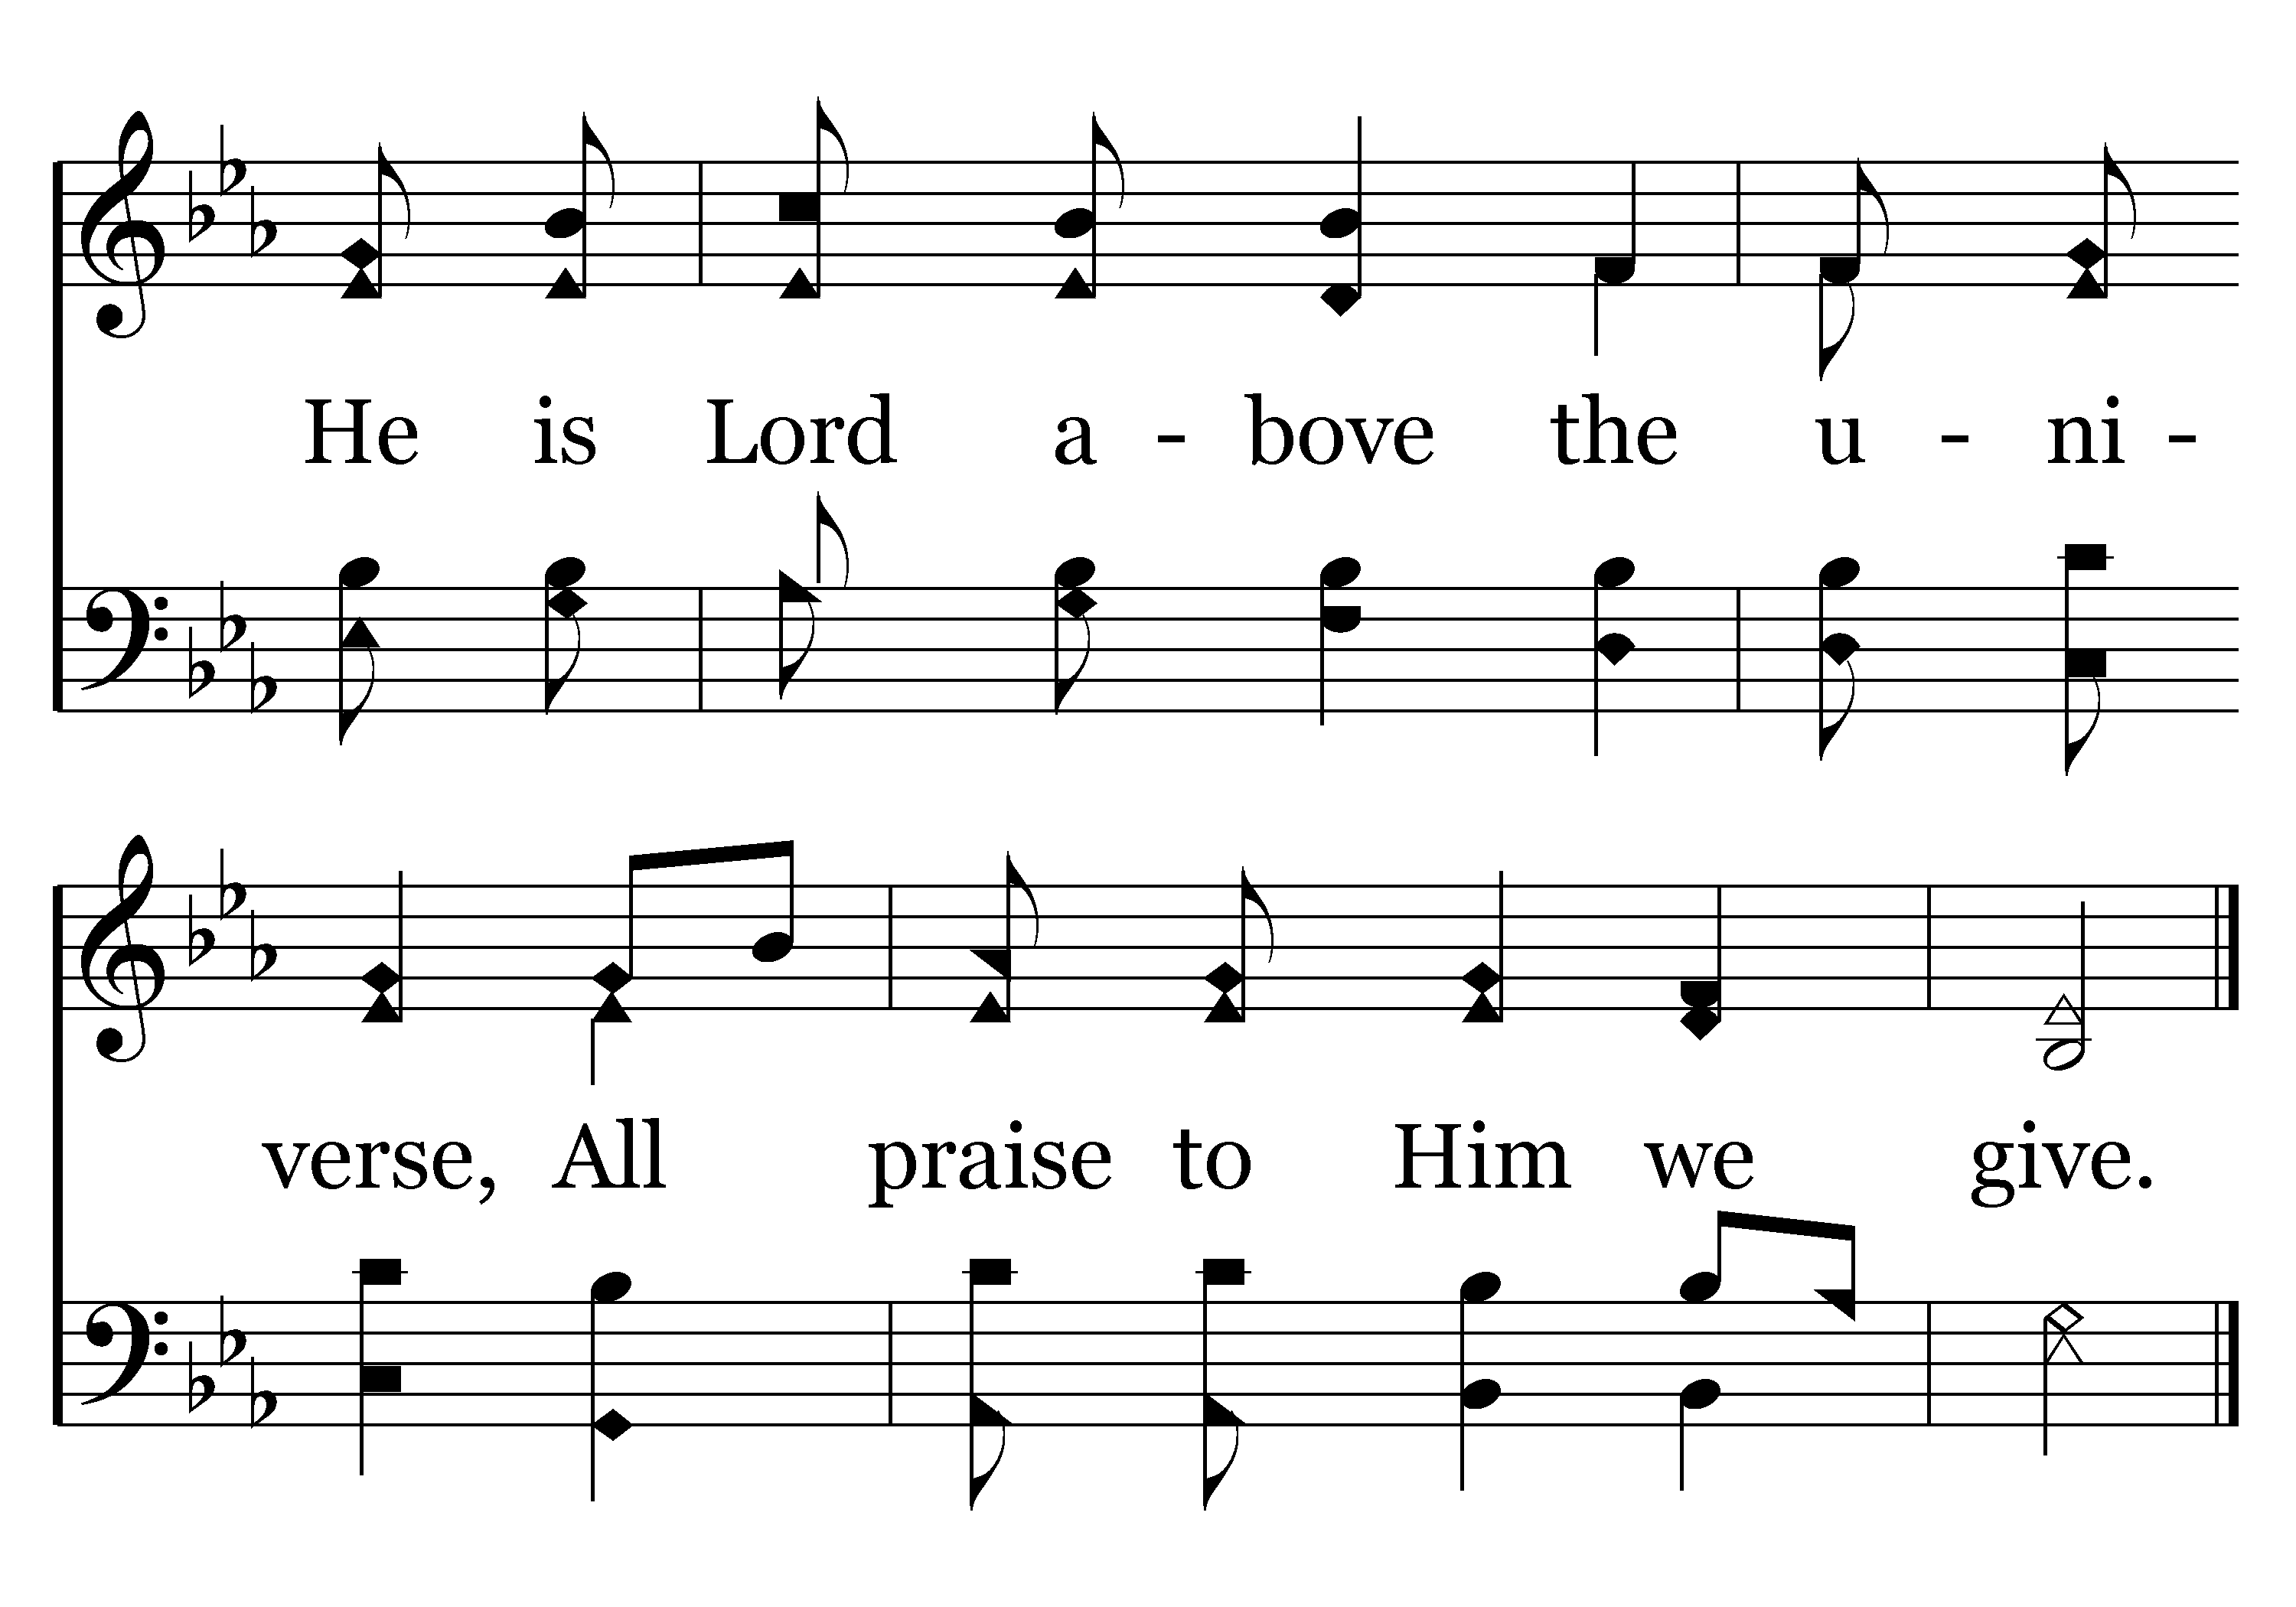 He is Lord a - bove the u - ni -
verse, All praise to Him we give.